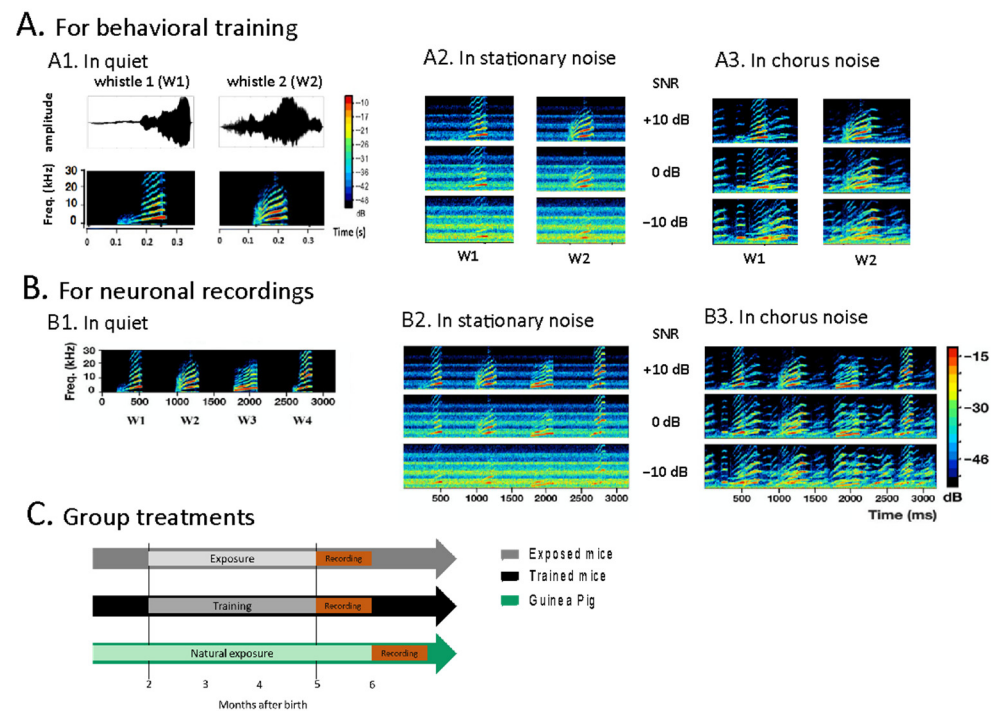 A. For behavioral training
A1. In quiet
whistle 1 (W1)
whistle 2 (W2)
amplitude
Freq. (kHz)
30
20
10
0
0 0.1 0.2 0.3
0 0.1 0.2 0.3
Time [s]
−10
−18
−25
−29
−36
−42
−48
dB
A2. In stationary noise
SNR
+10 dB
0 dB
−10 dB
W1
W2
A3. In chorus noise
W1
W2
B. For neuronal recordings
B1. In quiet
Freq. (kHz)
30
20
10
0
0 500 1000 1500 2000 2500 3000
W1 W2 W3 W4
B2. In stationary noise
SNR
+10 dB
0 dB
−10 dB
500 1000 1500 2000 2500 3000
B3. In chorus noise
−15
−30
−46
dB
500 1000 1500 2000 2500 3000
Time (ms)
C. Group treatments
Exposure
Recording
Training
Recording
Natural exposure
Recording
2 3 4 5 6
Months after birth
Exposed mice
Trained mice
Guinea Pig